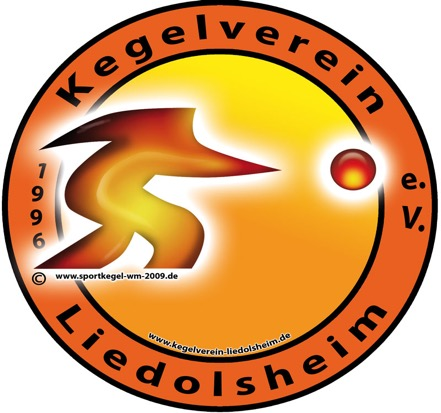 Kegelverein
e. V.
1996
© www.sportkegel-wm-2009.de
www.kegelverein-liedolsheim.de
Liedolsheim